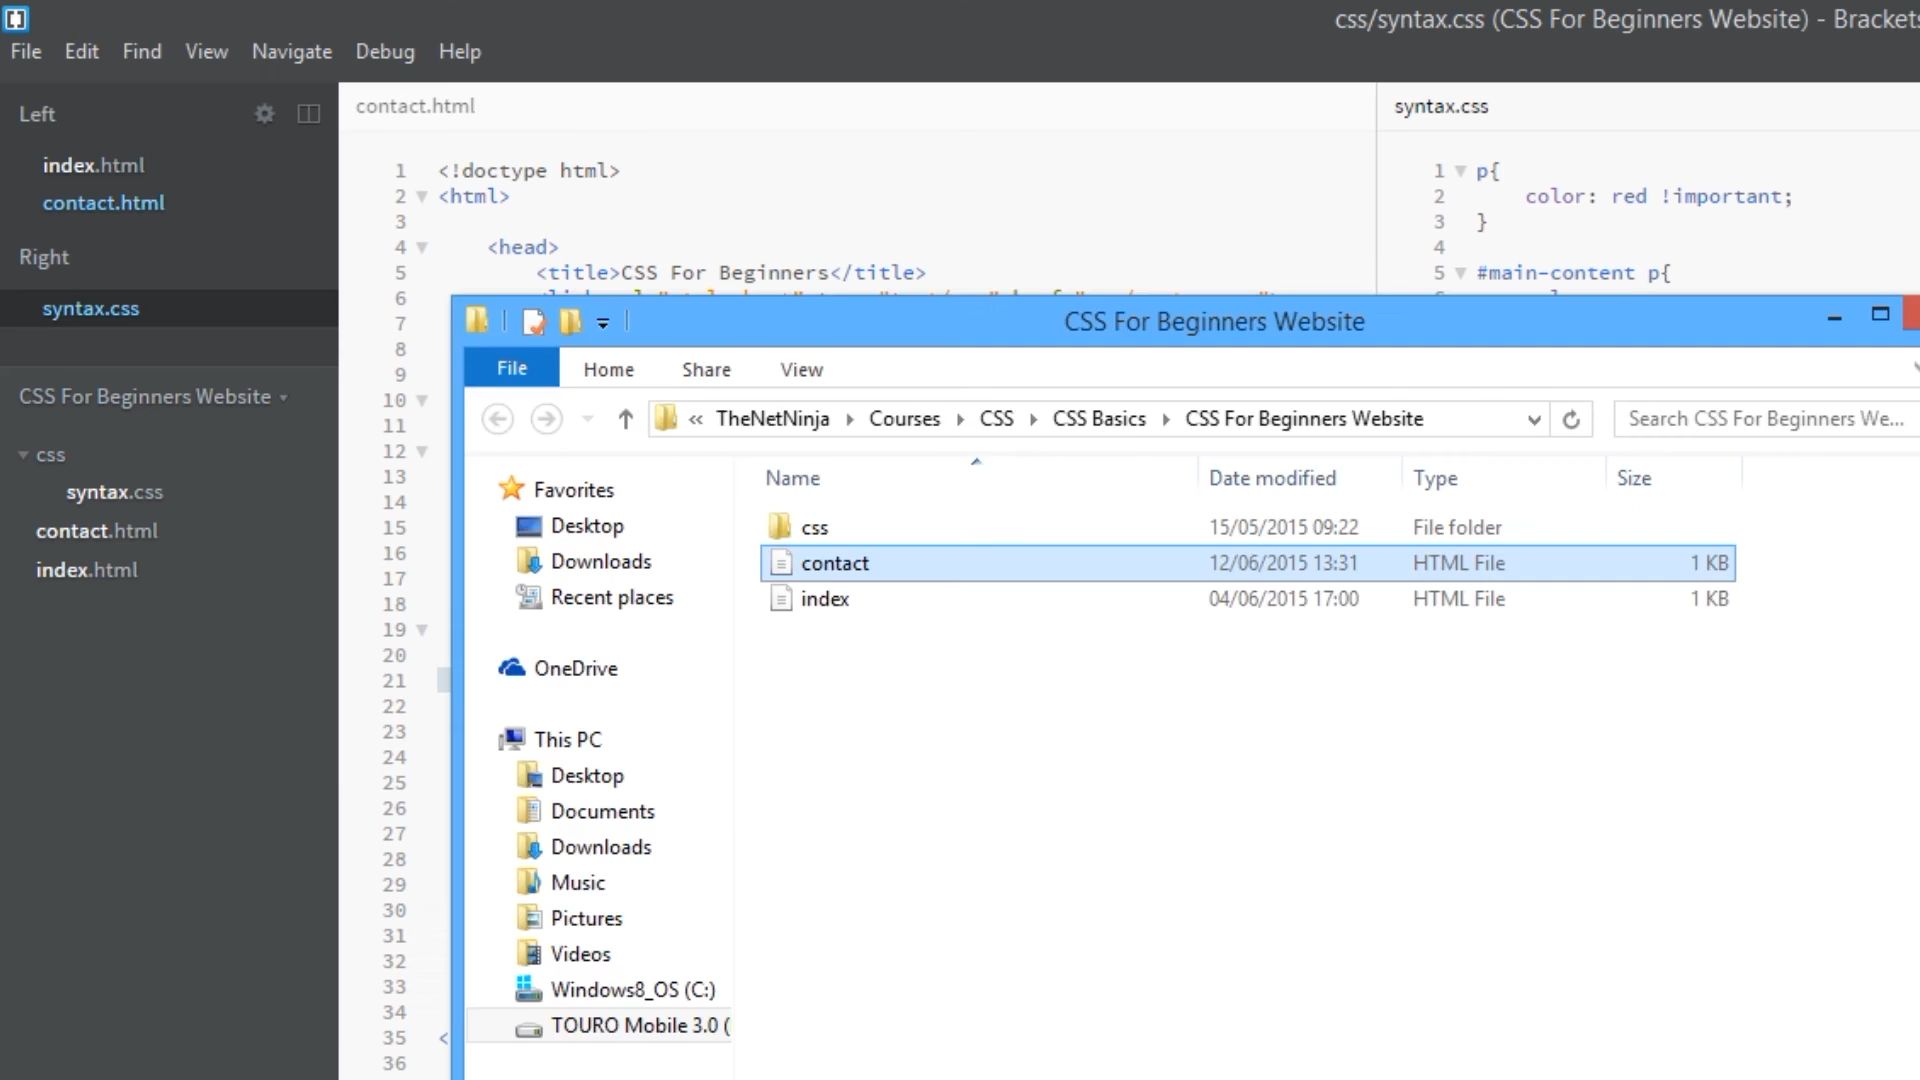 css/syntax.css (CSS For Beginners Website) - Brackets
File Edit Find View Navigate Debug Help
Left
index.html
contact.html
Right
syntax.css
CSS For Beginners Website
css
syntax.css
contact.html
index.html
contact.html
1 <!doctype html>
2 <html>
3
4 <head>
5 <title>CSS For Beginners</title>
6
7
8
9
10
11
12
13
14
15
16
17
18
19
20
21
22
23
24
25
26
27
28
29
30
31
32
33
34
35 <
36
syntax.css
1 p{
2 color: red !important;
3 }
4
5 #main-content p{
CSS For Beginners Website
File Home Share View
« TheNetNinja Courses CSS CSS Basics CSS For Beginners Website
Search CSS For Beginners We...
Favorites
Desktop
Downloads
Recent places
OneDrive
This PC
Desktop
Documents
Downloads
Music
Pictures
Videos
Windows8_OS (C:)
TOURO Mobile 3.0 (
Name Date modified Type Size
css 15/05/2015 09:22 File folder
contact 12/06/2015 13:31 HTML File 1 KB
index 04/06/2015 17:00 HTML File 1 KB